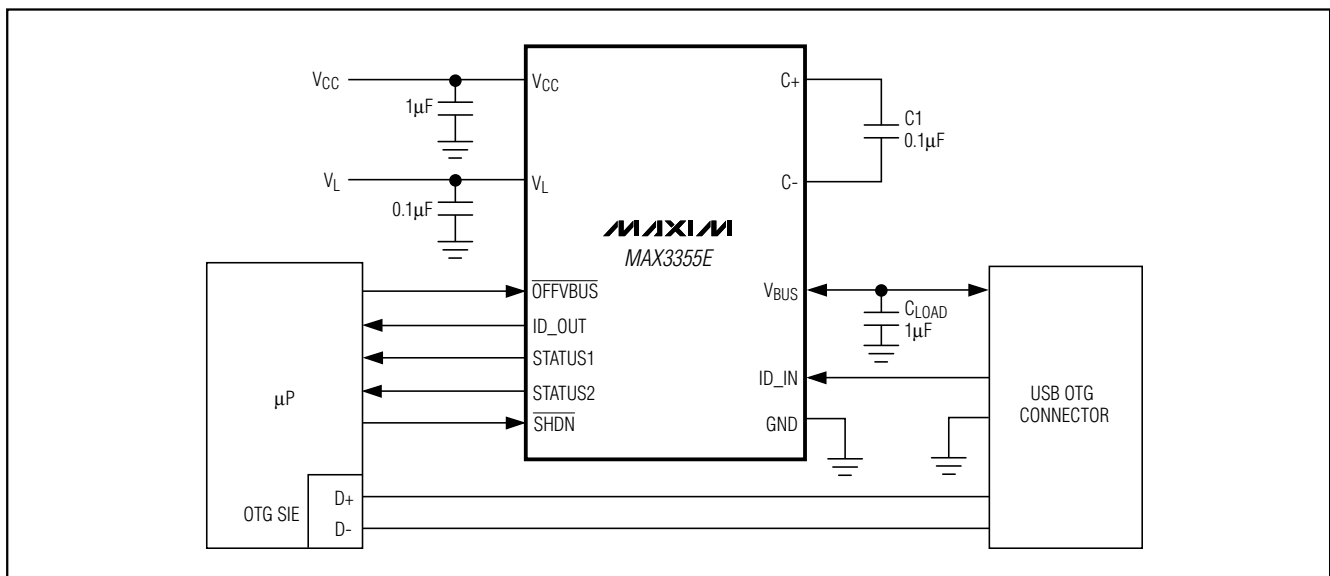 VCC
1µF
VCC
C+
C1
0.1µF
C-
VL
0.1µF
VL
MAXIM
MAX3355E
OFFVBUS
ID_OUT
STATUS1
STATUS2
SHDN
µP
OTG SIE
D+
D-
VBUS
CLOAD
1µF
ID_IN
GND
USB OTG
CONNECTOR